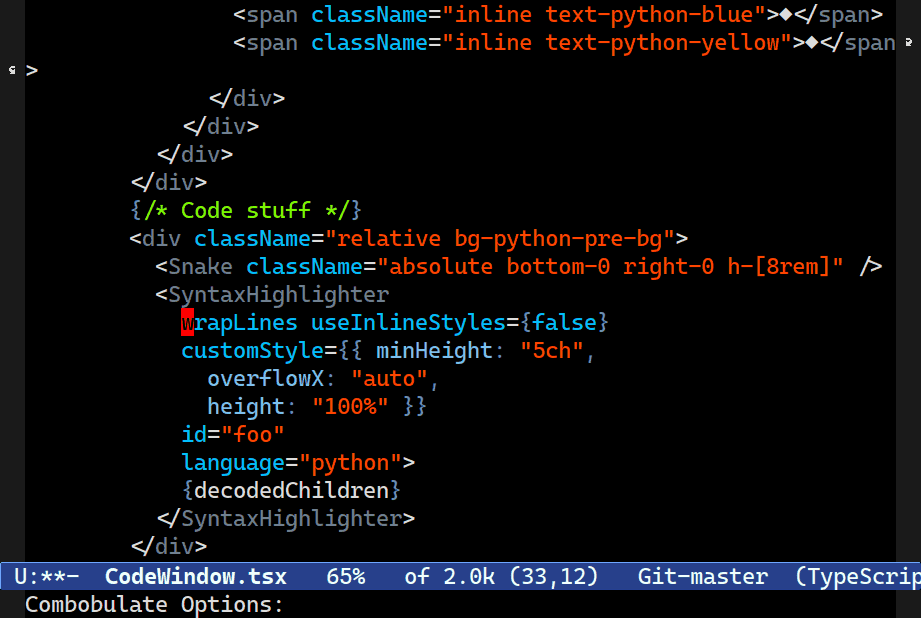 <span className="inline text-python-blue">◆</span>
<span className="inline text-python-yellow">◆</span
>
</div>
</div>
</div>
</div>
{/* Code stuff */}
<div className="relative bg-python-pre-bg">
<Snake className="absolute bottom-0 right-0 h-[8rem]" />
<SyntaxHighlighter
wrapLines useInlineStyles={false}
customStyle={{ minHeight: "5ch",
overflowX: "auto",
height: "100%" }}
id="foo"
language="python">
{decodedChildren}
</SyntaxHighlighter>
</div>
U:**- CodeWindow.tsx 65% of 2.0k (33,12) Git-master (TypeScrip
Combobulate Options: